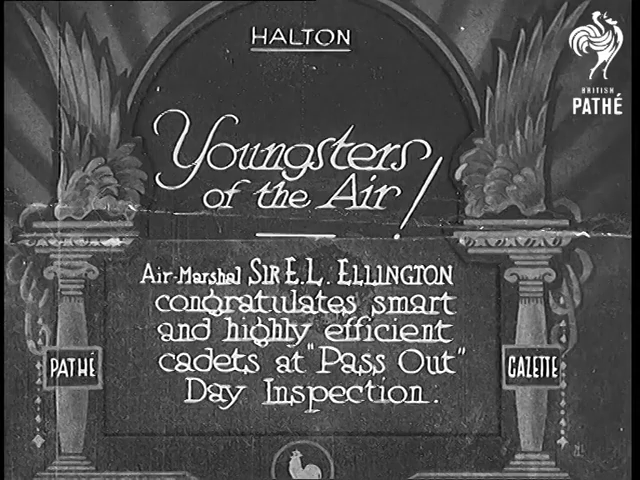 HALTON
BRITISH
PATHÉ
Youngsters
of the Air!
Air-Marshal SIR E.L. ELLINGTON
congratulates smart
and highly efficient
cadets at "Pass Out"
Day Inspection.
PATHÉ
GAZETTE